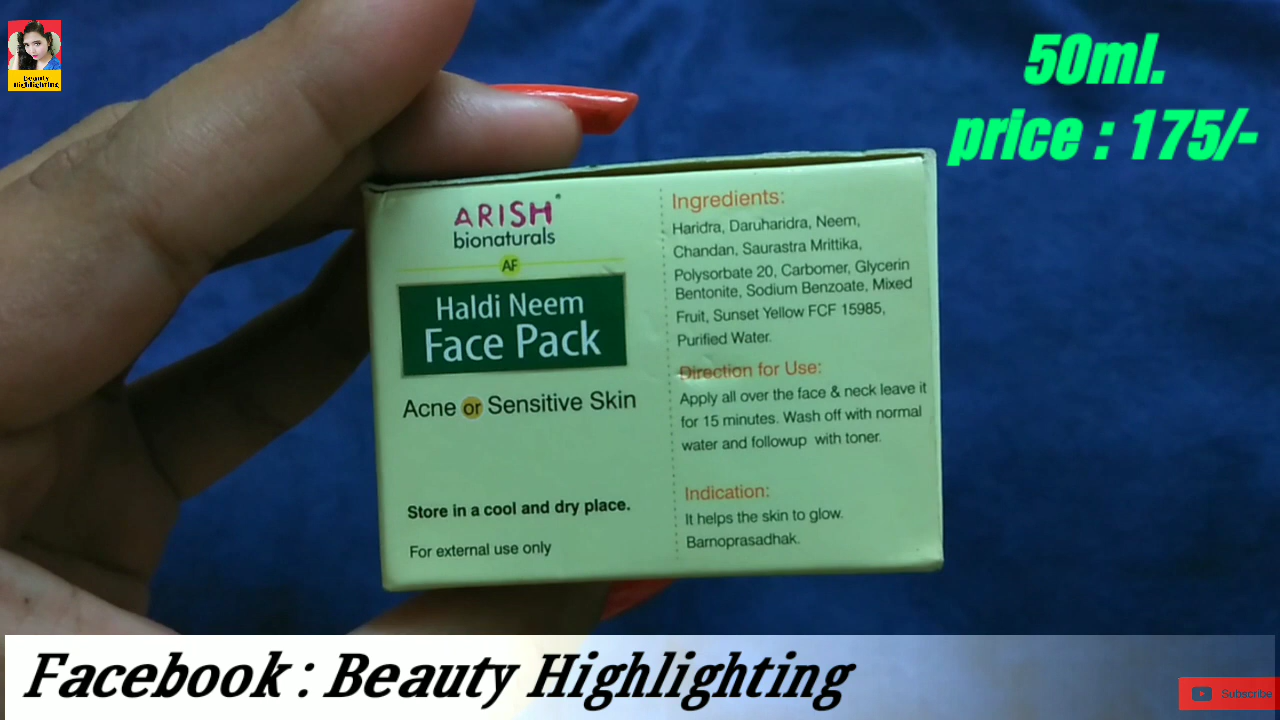 beauty
Highlighting
50ml.
price : 175/-
ARISH
bionaturals
AF
Haldi Neem
Face Pack
Acne or Sensitive Skin
Store in a cool and dry place.
For external use only
Ingredients:
Haridra, Daruharidra, Neem,
Chandan, Saurastra Mrittika,
Polysorbate 20, Carbomer, Glycerin
Bentonite, Sodium Benzoate, Mixed
Fruit, Sunset Yellow FCF 15985,
Purified Water.
Direction for Use:
Apply all over the face & neck leave it
for 15 minutes. Wash off with normal
water and followup with toner.
Indication:
It helps the skin to glow.
Barnoprasadhak.
Facebook : Beauty Highlighting
Subscribe